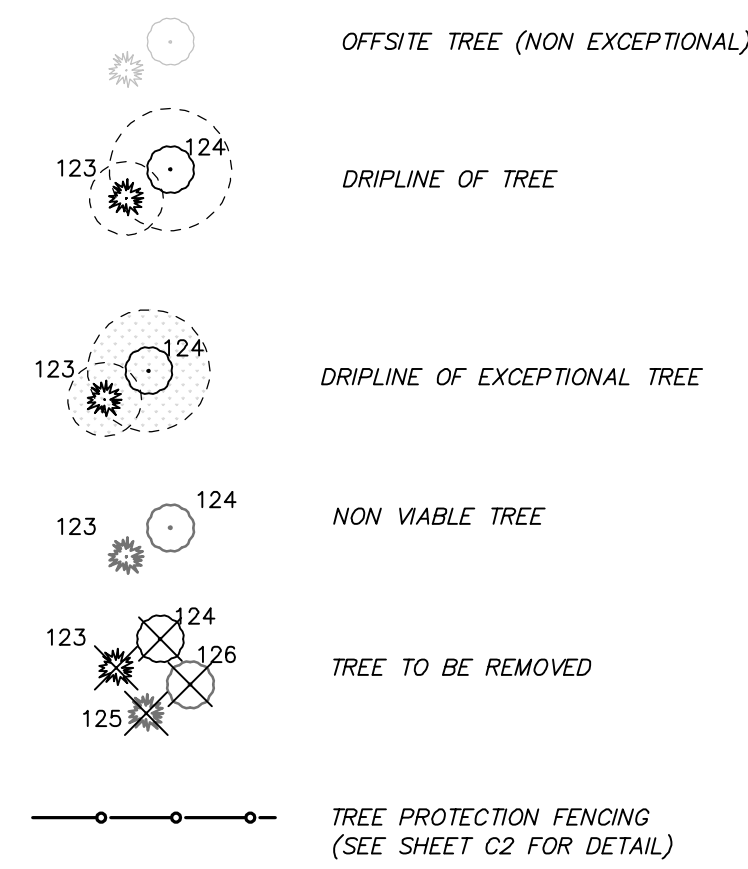 OFFSITE TREE (NON EXCEPTIONAL)
124
123
DRIPLINE OF TREE
124
123
DRIPLINE OF EXCEPTIONAL TREE
124
123
NON VIABLE TREE
124
123
126
125
TREE TO BE REMOVED
TREE PROTECTION FENCING
(SEE SHEET C2 FOR DETAIL)